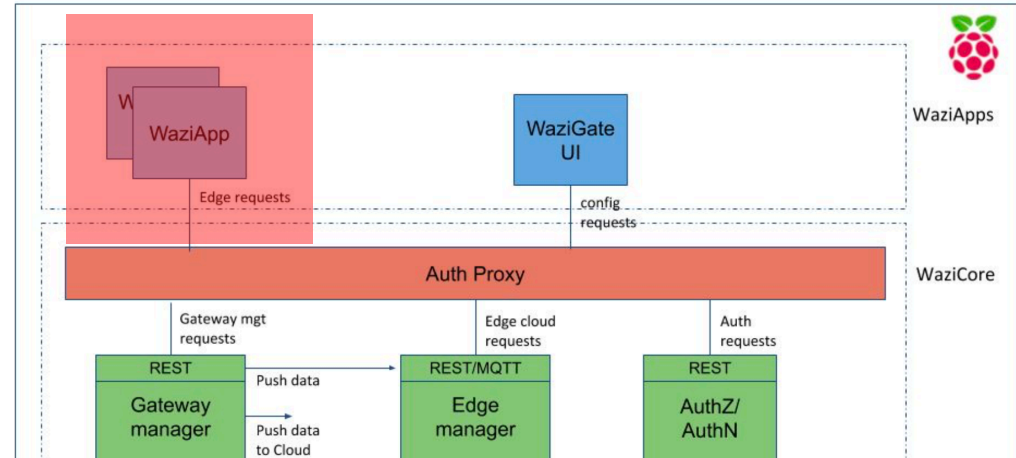 WaziApps
W
WaziApp
WaziGate
UI
Edge requests
config
requests
Auth Proxy
WaziCore
Gateway mgt
requests
Edge cloud
requests
Auth
requests
REST
Push data
REST/MQTT
REST
Gateway
manager
Push data
to Cloud
Edge
manager
AuthZ/
AuthN